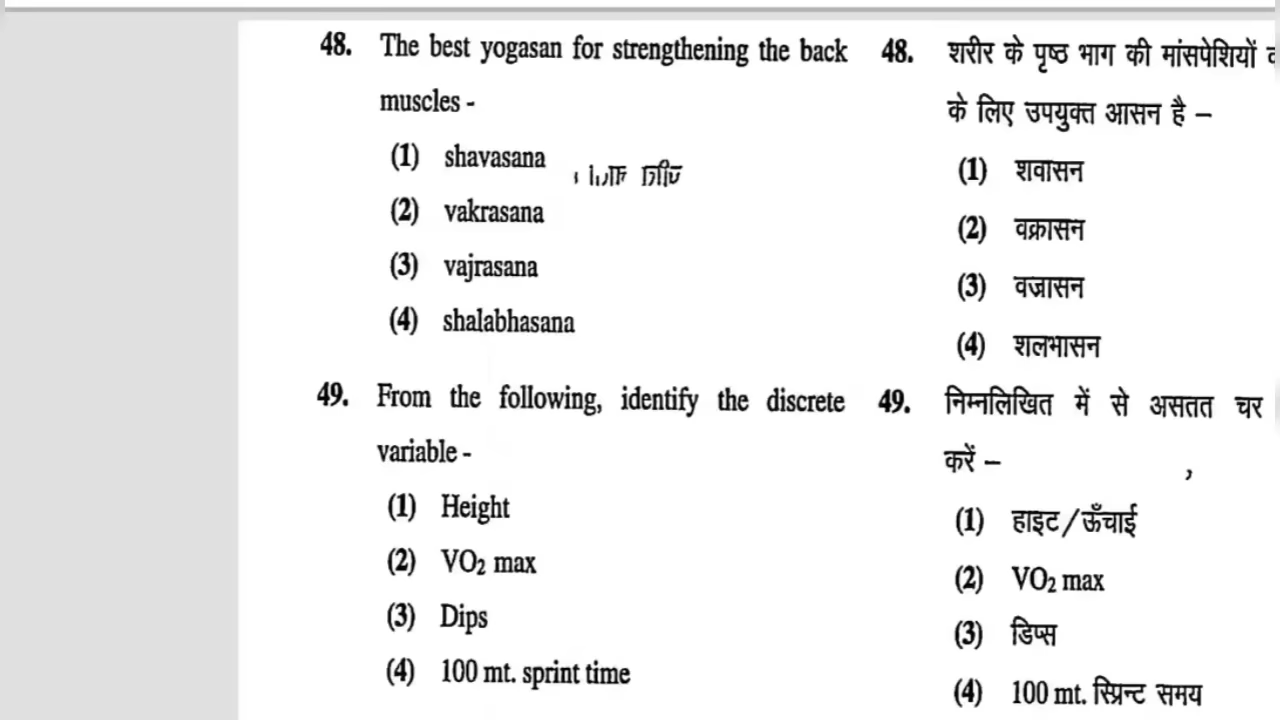 48. The best yogasan for strengthening the back
muscles -
(1) shavasana
(2) vakrasana
(3) vajrasana
(4) shalabhasana
49. From the following, identify the discrete
variable -
(1) Height
(2) VO₂ max
(3) Dips
(4) 100 mt. sprint time
48. शरीर के पृष्ठ भाग की मांसपेशियों
के लिए उपयुक्त आसन है –
(1) शवासन
(2) वक्रासन
(3) वज्रासन
(4) शलभासन
49. निम्नलिखित में से असतत चर
करें –
(1) हाइट/ऊँचाई
(2) VO₂ max
(3) डिप्स
(4) 100 mt. स्प्रिन्ट समय